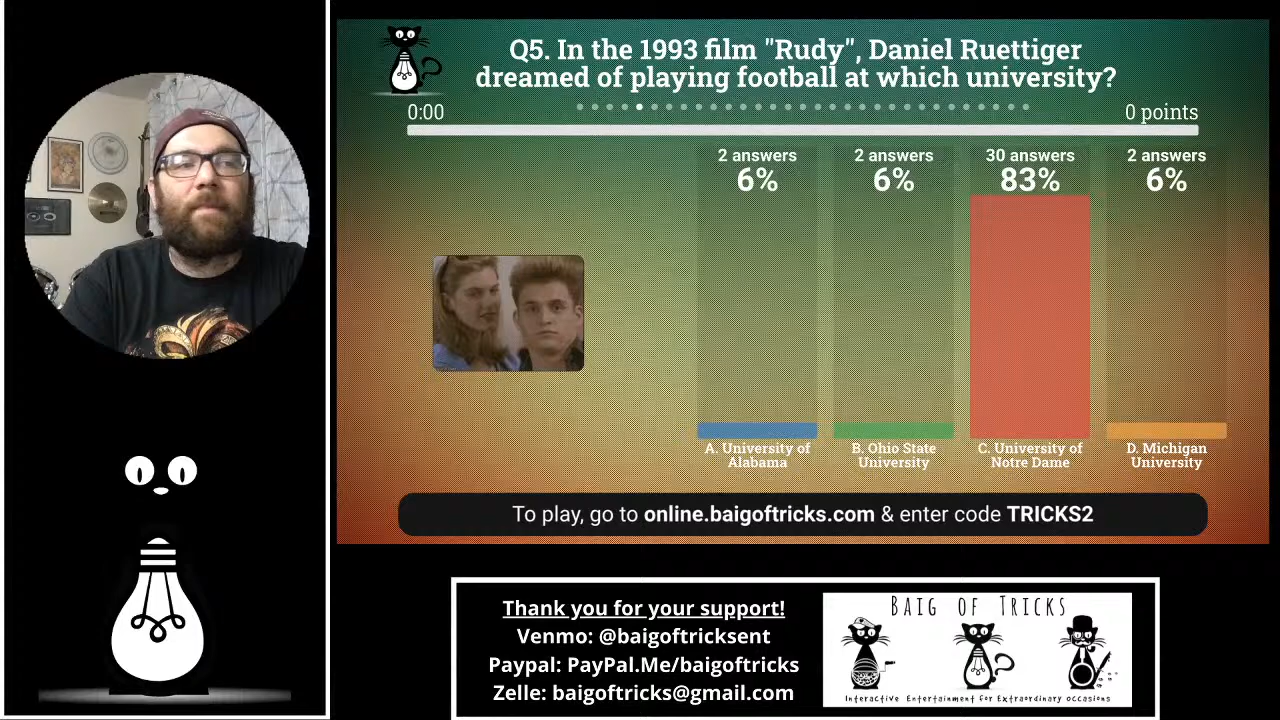 Q5. In the 1993 film "Rudy", Daniel Ruettiger
dreamed of playing football at which university?
0:00
0 points
2 answers
6%
2 answers
6%
30 answers
83%
2 answers
6%
A. University of
Alabama
B. Ohio State
University
C. University of
Notre Dame
D. Michigan
University
To play, go to online.baigoftricks.com & enter code TRICKS2
Thank you for your support!
Venmo: @baigoftricksent
Paypal: PayPal.Me/baigoftricks
Zelle: baigoftricks@gmail.com
BAIG OF TRICKS
Interactive Entertainment for Extraordinary occasions